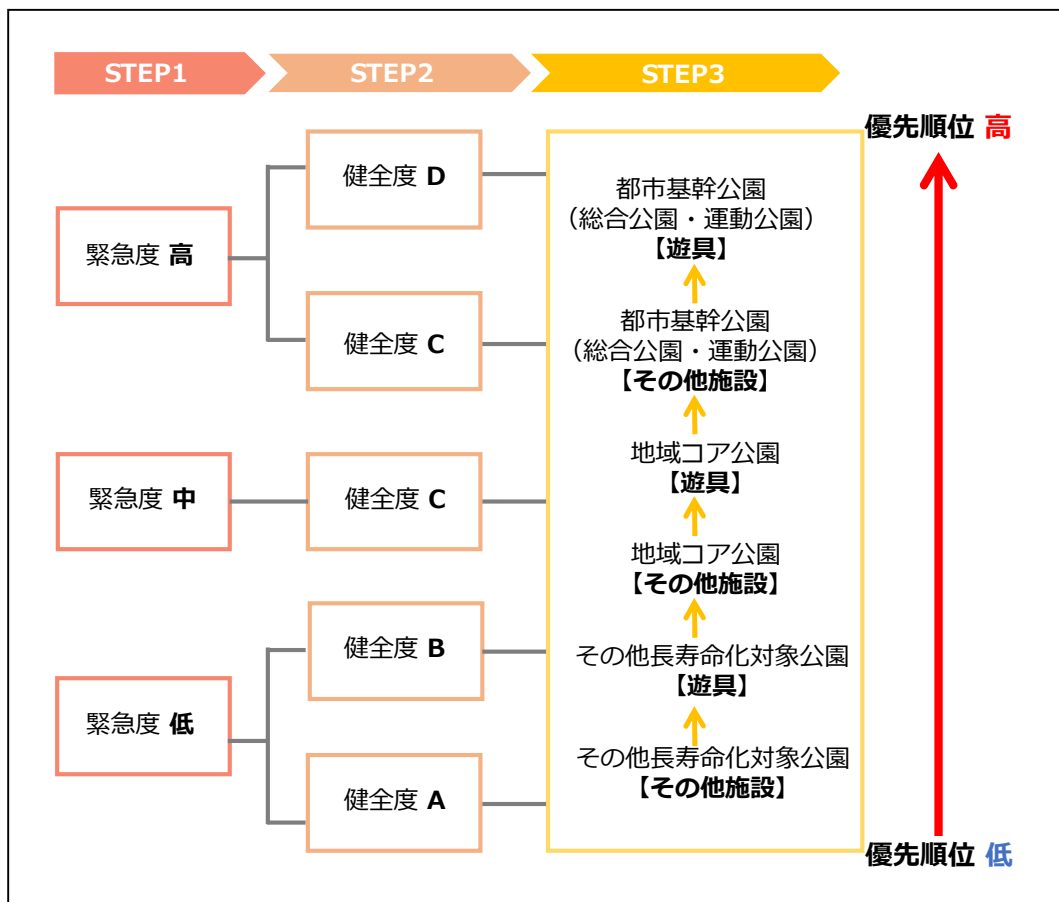 STEP1
STEP2
STEP3
緊急度 高
緊急度 中
緊急度 低
健全度 D
健全度 C
健全度 C
健全度 B
健全度 A
都市基幹公園
（総合公園・運動公園）
【遊具】
都市基幹公園
（総合公園・運動公園）
【その他施設】
地域コア公園
【遊具】
地域コア公園
【その他施設】
その他長寿命化対象公園
【遊具】
その他長寿命化対象公園
【その他施設】
優先順位 高
優先順位 低